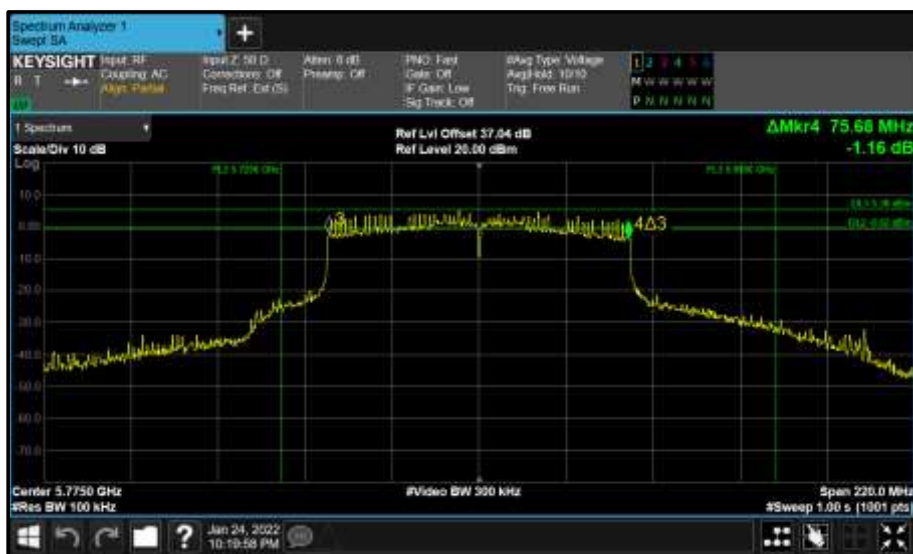 Spectrum Analyzer 1
Swept SA
+
KEYSIGHT
R T
Input: RF
Coupling: AC
Align: Partial
Input Z: 50 Ω
Corrections: Off
Freq Ref: Ext (S)
Atten: 0 dB
Preamp: Off
PNO: Fast
Gate: Off
IF Gain: Low
Sig Track: Off
#Avg Type: Voltage
Avg|Hold: 10/10
Trig: Free Run
1 2 3 4 5 6
M W W W W W
P N N N N N
1 Spectrum
Scale/Div 10 dB
Ref Lvl Offset 37.04 dB
Ref Level 20.00 dBm
ΔMkr4 75.68 MHz
-1.16 dB
Log
10.0
0.00
-10.0
-20.0
-30.0
-40.0
-50.0
-60.0
-70.0
3
4Δ3
Center 5.7750 GHz
#Res BW 100 kHz
#Video BW 300 kHz
Span 220.0 MHz
#Sweep 1.00 s (1001 pts)
?
Jan 24, 2022
10:19:58 PM